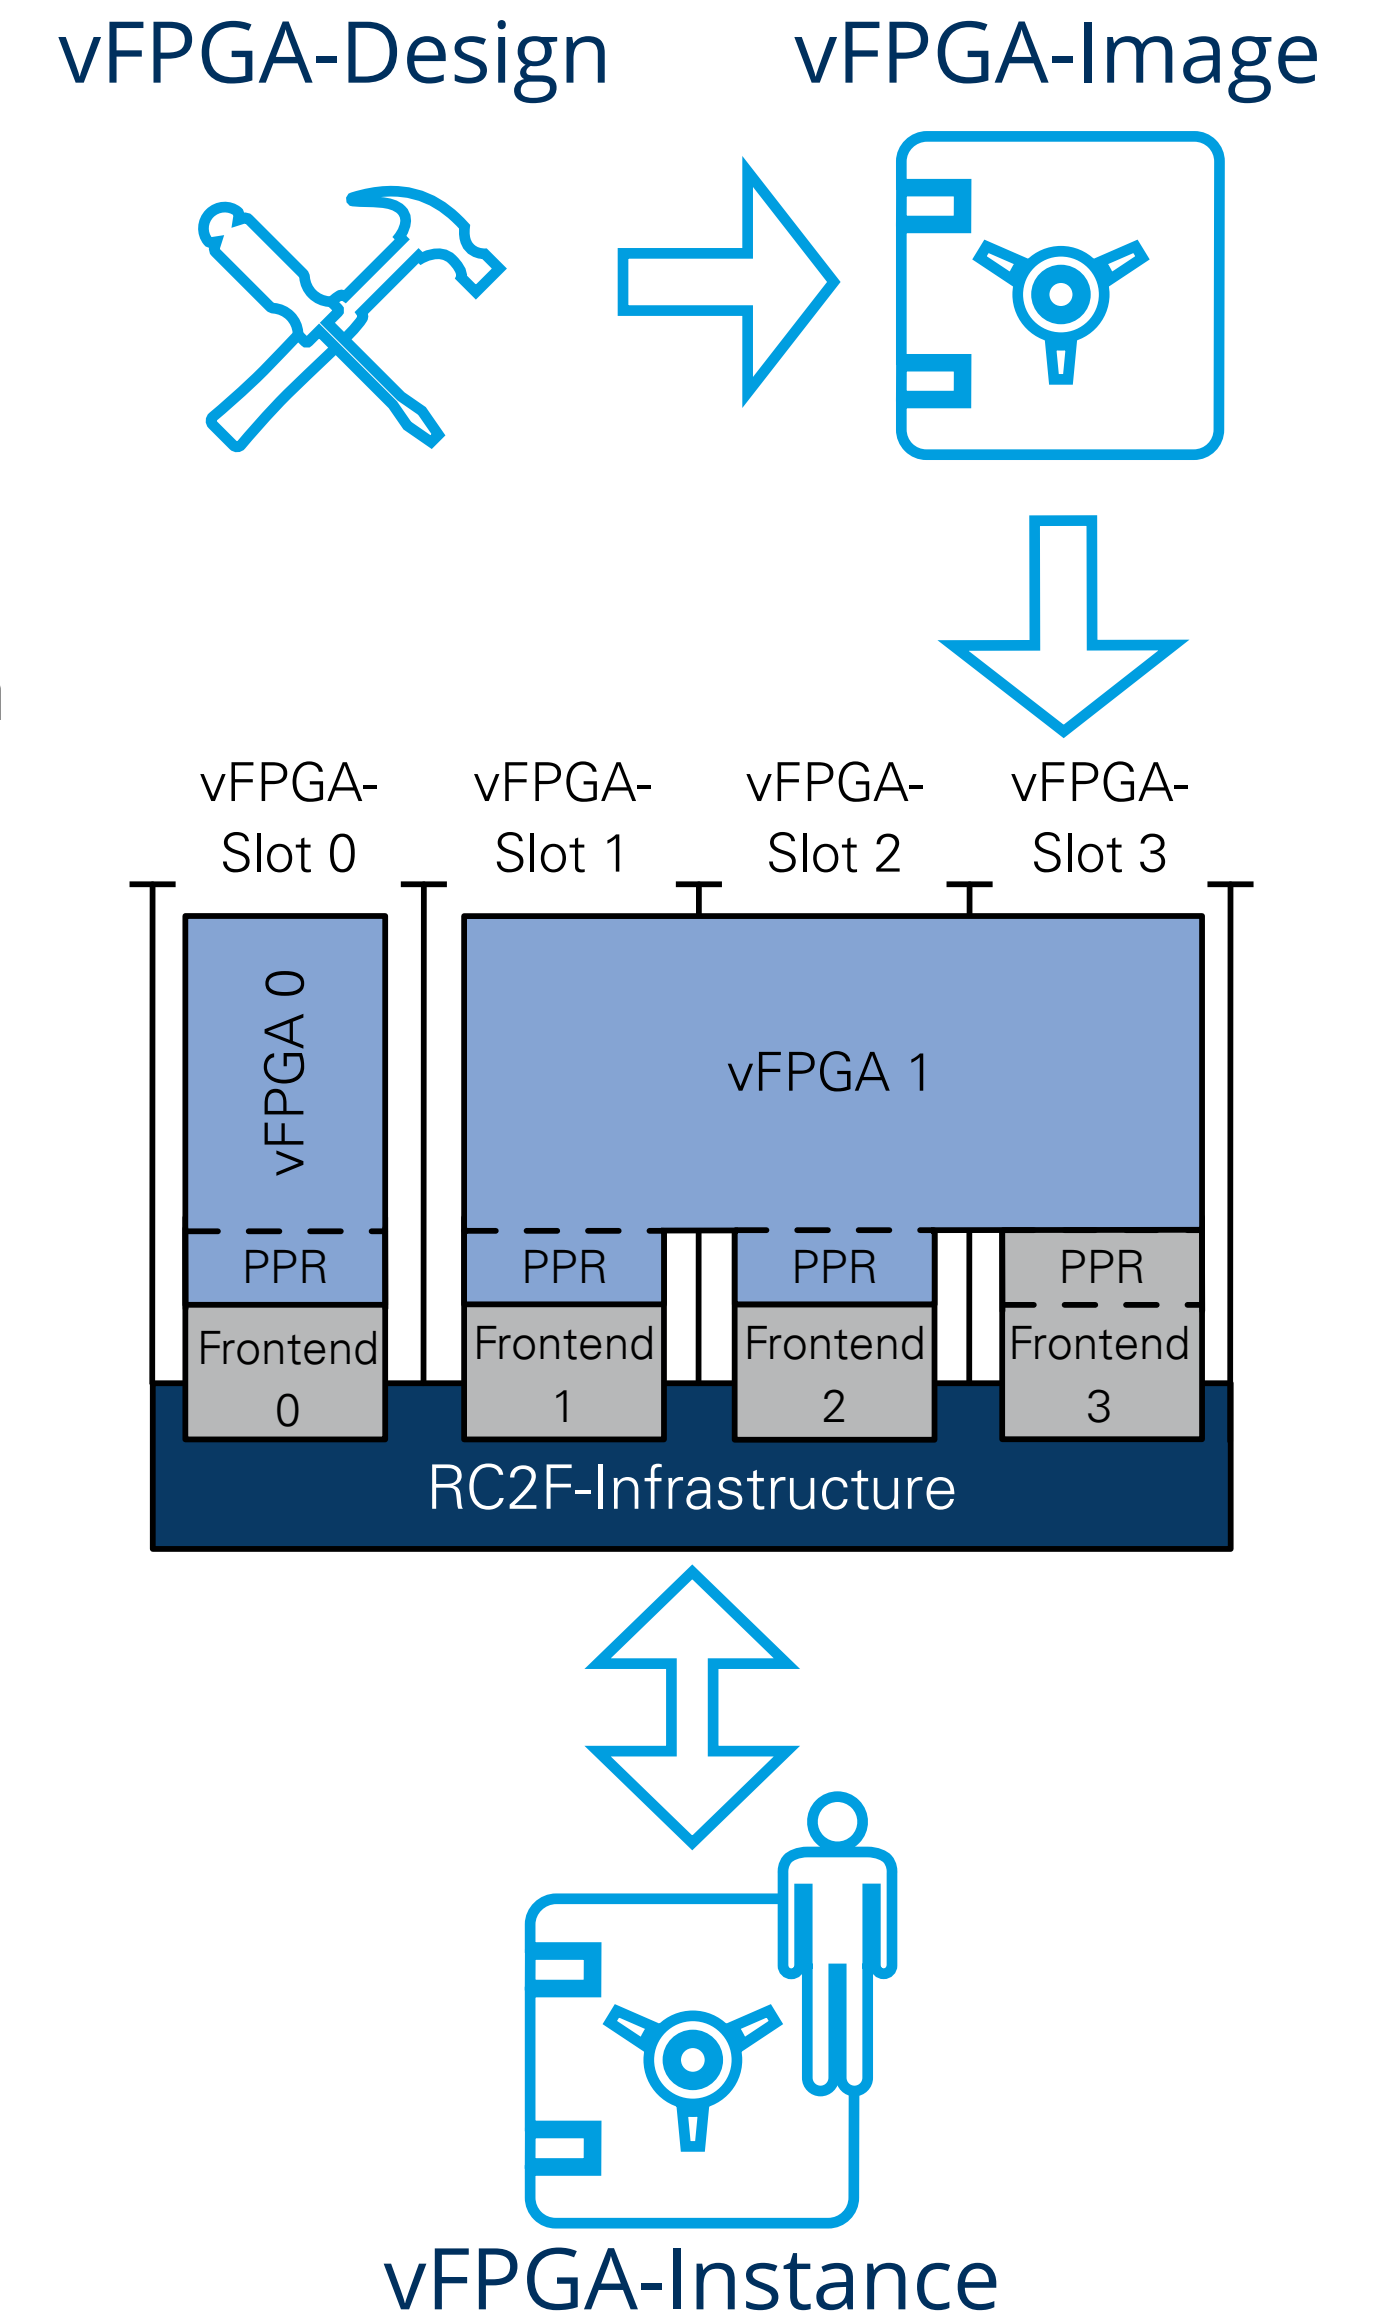 vFPGA-Design vFPGA-Image
vFPGA- vFPGA- vFPGA- vFPGA-
Slot 0 Slot 1 Slot 2 Slot 3
vFPGA 0
vFPGA 1
PPR PPR PPR PPR
Frontend Frontend Frontend Frontend
0 1 2 3
RC2F-Infrastructure
vFPGA-Instance